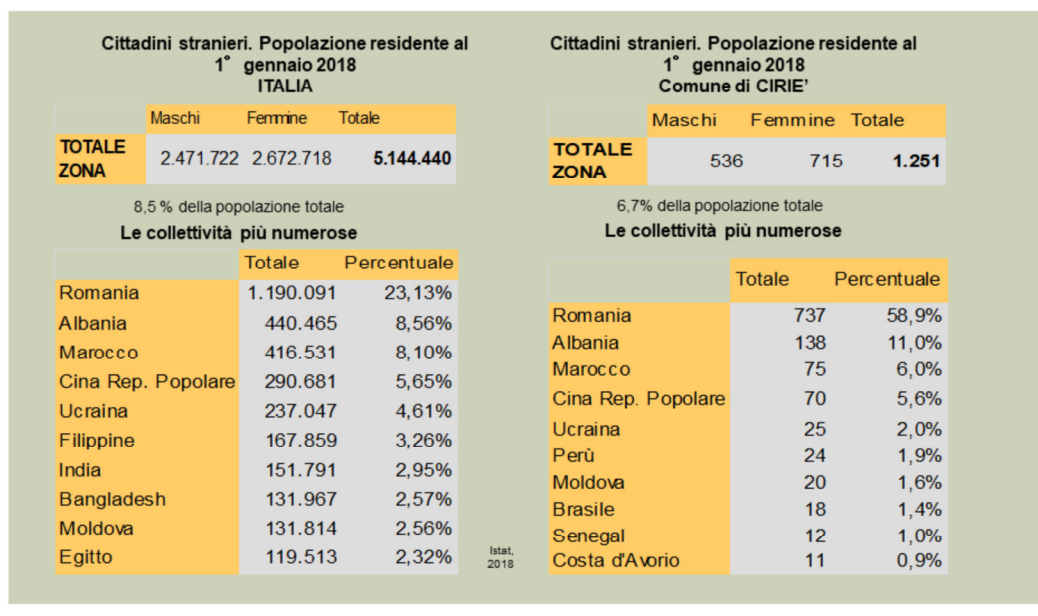 Cittadini stranieri. Popolazione residente al
1° gennaio 2018
ITALIA
Maschi Femmine Totale
TOTALE ZONA 2.471.722 2.672.718 5.144.440
8,5 % della popolazione totale
Le collettività più numerose
Totale Percentuale
Romania 1.190.091 23,13%
Albania 440.465 8,56%
Marocco 416.531 8,10%
Cina Rep. Popolare 290.681 5,65%
Ucraina 237.047 4,61%
Filippine 167.859 3,26%
India 151.791 2,95%
Bangladesh 131.967 2,57%
Moldova 131.814 2,56%
Egitto 119.513 2,32%
Istat,
2018
Cittadini stranieri. Popolazione residente al
1° gennaio 2018
Comune di CIRIE’
Maschi Femmine Totale
TOTALE ZONA 536 715 1.251
6,7% della popolazione totale
Le collettività più numerose
Totale Percentuale
Romania 737 58,9%
Albania 138 11,0%
Marocco 75 6,0%
Cina Rep. Popolare 70 5,6%
Ucraina 25 2,0%
Perù 24 1,9%
Moldova 20 1,6%
Brasile 18 1,4%
Senegal 12 1,0%
Costa d'Avorio 11 0,9%